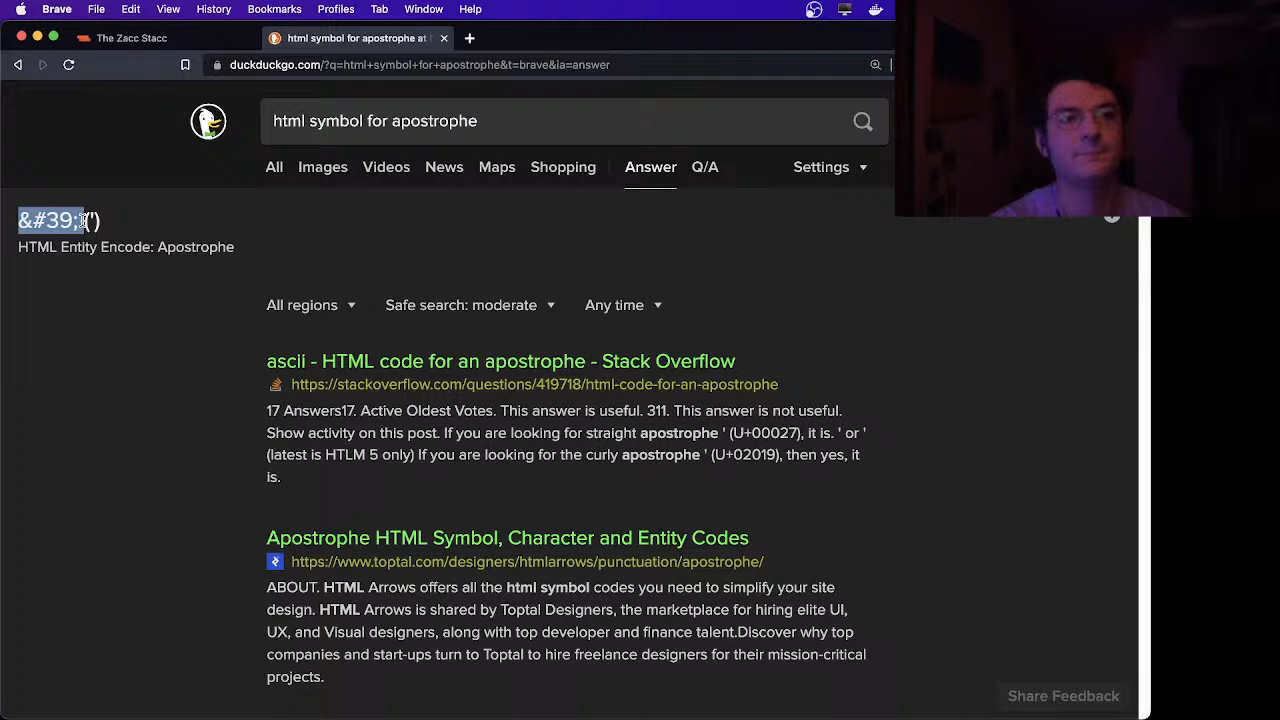 Brave File Edit View History Bookmarks Profiles Tab Window Help
The Zacc Stacc
html symbol for apostrophe at
duckduckgo.com/?q=html+symbol+for+apostrophe&t=brave&ia=answer
html symbol for apostrophe
All Images Videos News Maps Shopping Answer Q/A Settings
&#39; (')
HTML Entity Encode: Apostrophe
All regions Safe search: moderate Any time
ascii - HTML code for an apostrophe - Stack Overflow
https://stackoverflow.com/questions/419718/html-code-for-an-apostrophe
17 Answers17. Active Oldest Votes. This answer is useful. 311. This answer is not useful.
Show activity on this post. If you are looking for straight apostrophe ' (U+00027), it is. ' or '
(latest is HTLM 5 only) If you are looking for the curly apostrophe ' (U+02019), then yes, it
is.
Apostrophe HTML Symbol, Character and Entity Codes
https://www.toptal.com/designers/htmlarrows/punctuation/apostrophe/
ABOUT. HTML Arrows offers all the html symbol codes you need to simplify your site
design. HTML Arrows is shared by Toptal Designers, the marketplace for hiring elite UI,
UX, and Visual designers, along with top developer and finance talent.Discover why top
companies and start-ups turn to Toptal to hire freelance designers for their mission-critical
projects.
Share Feedback